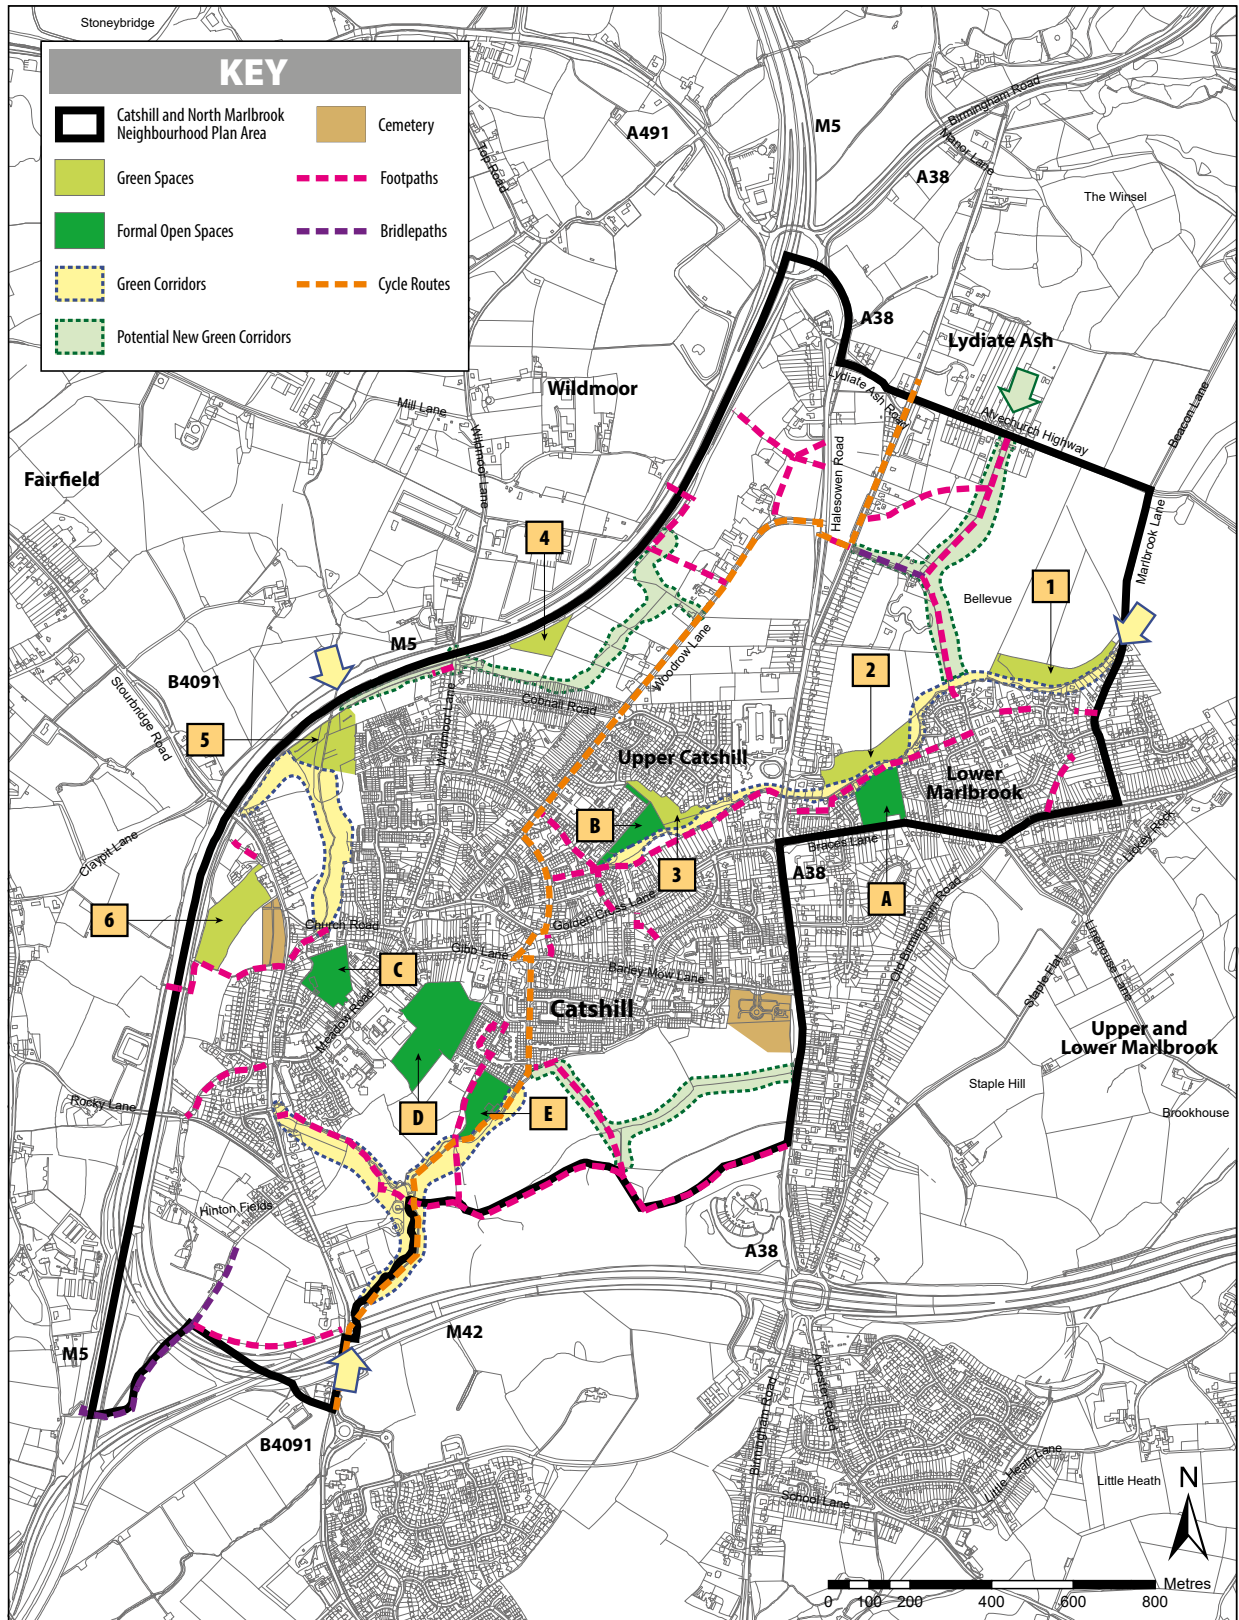 Stoneybridge
KEY
Catshill and North Marlbrook
Neighbourhood Plan Area
Cemetery
Green Spaces
Footpaths
Formal Open Spaces
Bridlepaths
Green Corridors
Cycle Routes
Potential New Green Corridors
A491
M5
Birmingham Road
Manor Lane
A38
Top Road
The Winsel
A38
Lydiate Ash
Wildmoor
Lydiate Ash Road
Mill Lane
Alvechurch Highway
Beacon Lane
Wildmoor Lane
Halesowen Road
Fairfield
Marlbrook Lane
4
1
Bellevue
M5
Woodrow Lane
2
B4091
Stourbridge Road
Wildmoor Lane
Cobnall Road
5
Upper Catshill
Lower
Marlbrook
B
Claypit Lane
Braces Lane
Lickey Rock
A38
3
A
6
Golden Cross Lane
Church Road
Gibb Lane
Barley Mow Lane
Old Birmingham Road
Staple Flat
Linehouse Lane
C
Catshill
Meadow Road
Upper and
Lower Marlbrook
Staple Hill
Rocky Lane
D
E
Brookhouse
Hinton Fields
A38
M42
M5
B4091
Birmingham Road
Alcester Road
Little Heath Lane
Little Heath
School Lane
N
Metres
0 100 200 400 600 800